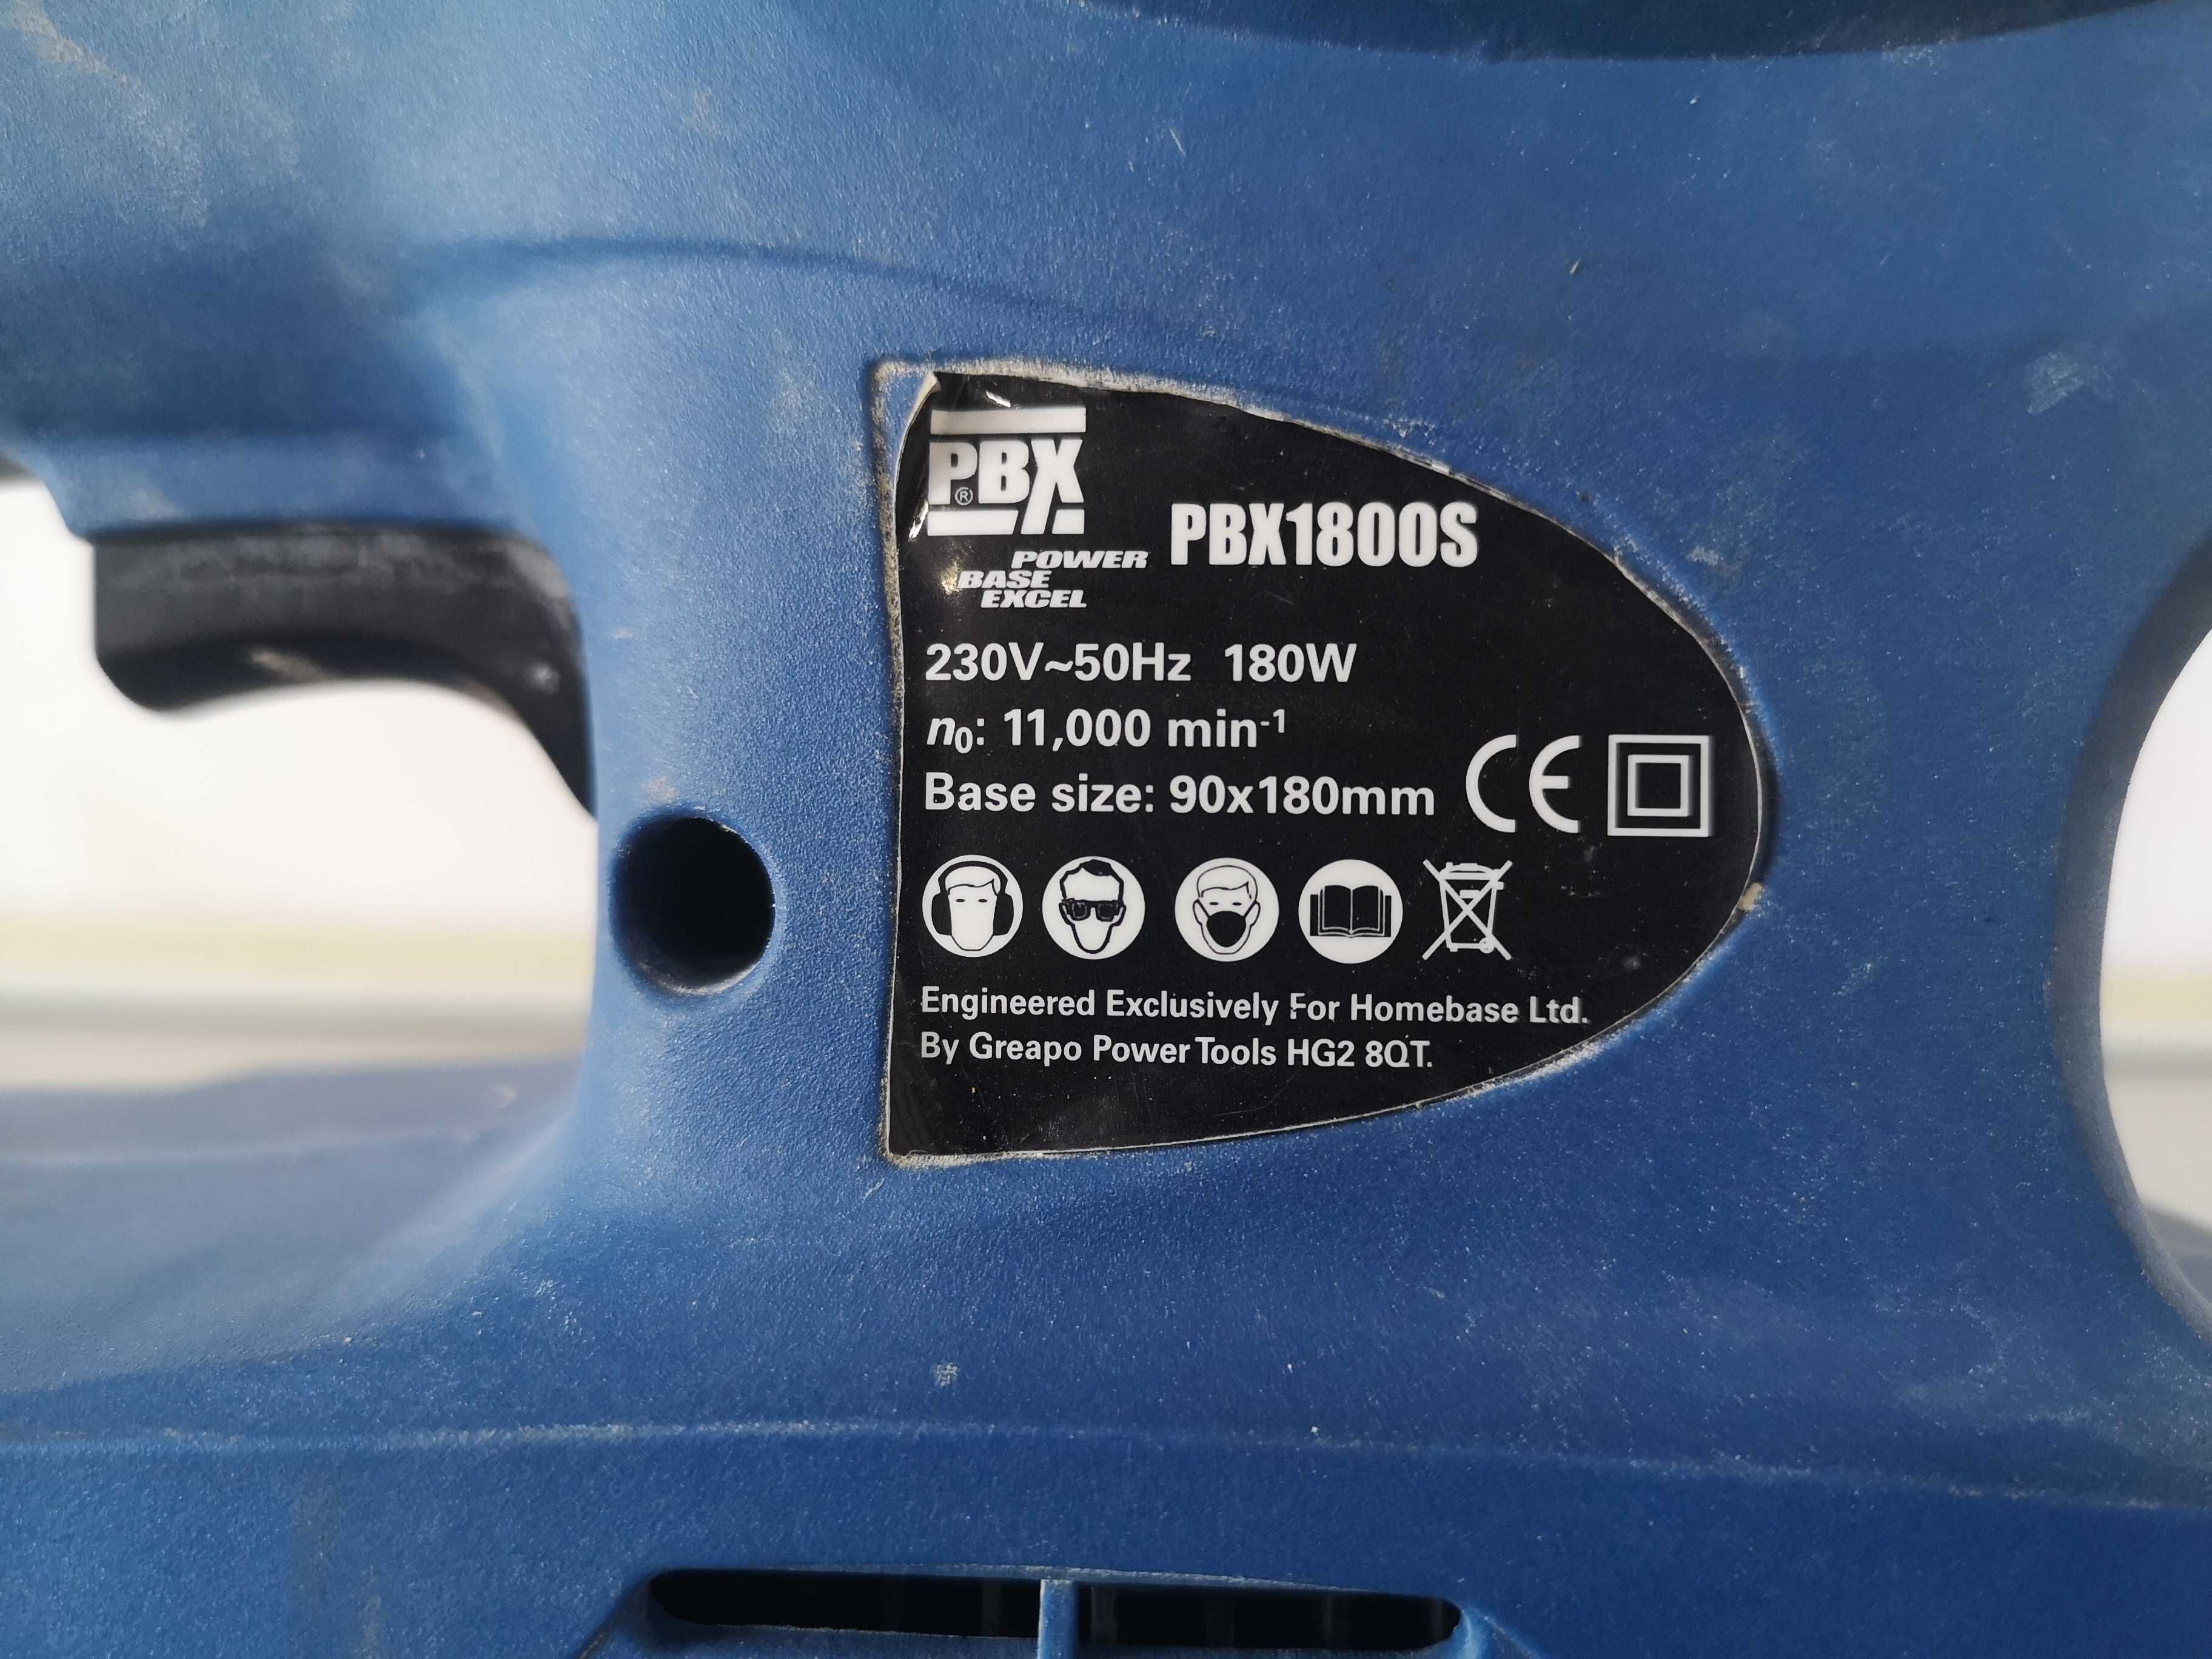 PBX®
POWER
BASE
EXCEL
PBX1800S
230V~50Hz 180W
n₀: 11,000 min⁻¹
Base size: 90x180mm
CE
Engineered Exclusively For Homebase Ltd.
By Greapo Power Tools HG2 8QT.